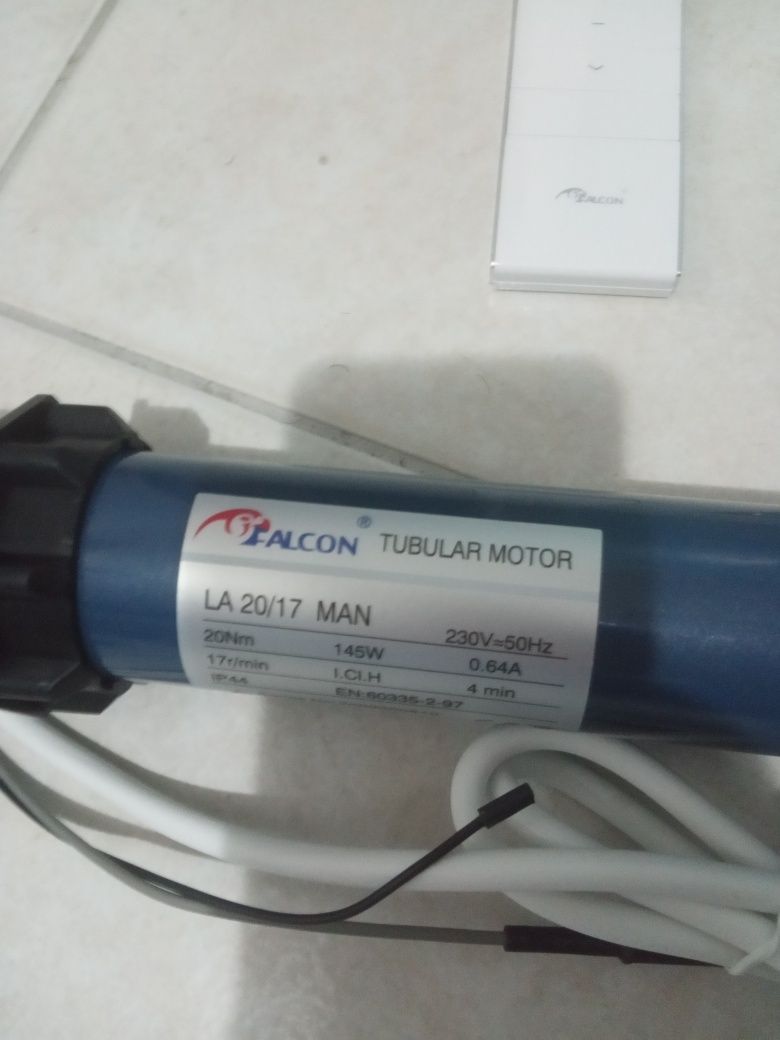 FALCON
FALCON® TUBULAR MOTOR
LA 20/17 MAN
20Nm 145W 230V≈50Hz
17r/min I.Cl.H 0.64A
IP44 EN:60335-2-97 4 min